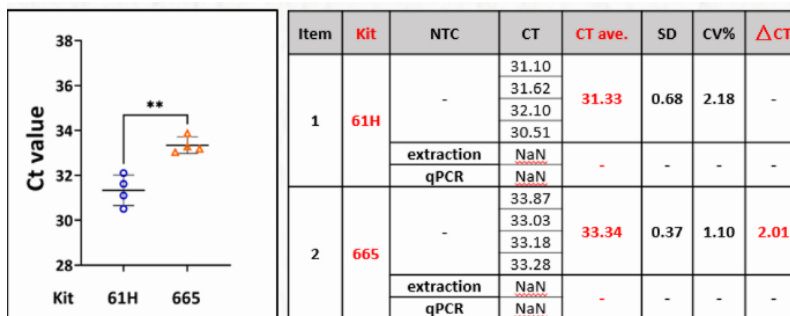 38
36
34
32
30
28
Ct value
**
Kit 61H 665
Item Kit NTC CT CT ave. SD CV% △CT
1 61H - 31.10 31.33 0.68 2.18 -
31.62
32.10
30.51
extraction NaN - - - -
qPCR NaN
2 665 - 33.87 33.34 0.37 1.10 2.01
33.03
33.18
33.28
extraction NaN - - - -
qPCR NaN